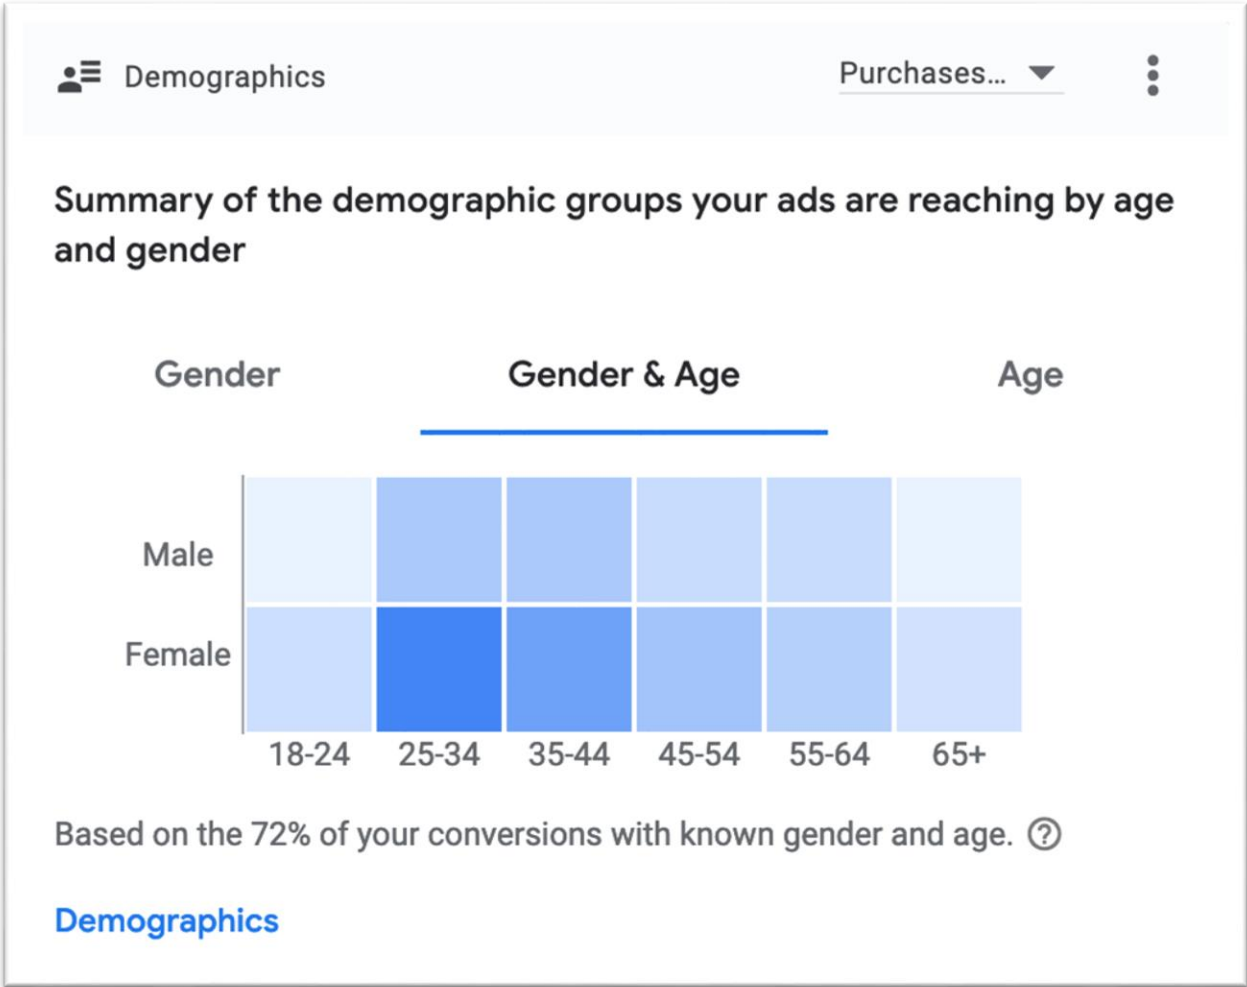 Demographics
Purchases...
Summary of the demographic groups your ads are reaching by age
and gender
Gender
Gender & Age
Age
Male
Female
18-24
25-34
35-44
45-54
55-64
65+
Based on the 72% of your conversions with known gender and age. ?
Demographics